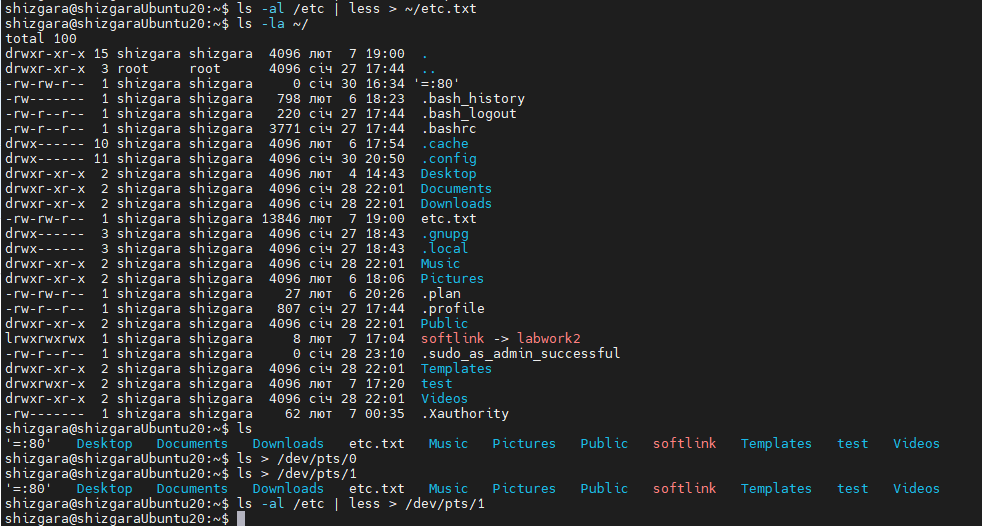 shizgara@shizgaraUbuntu20:~$ ls -al /etc | less > ~/etc.txt
shizgara@shizgaraUbuntu20:~$ ls -la ~/
total 100
drwxr-xr-x 15 shizgara shizgara  4096 лют  7 19:00  .
drwxr-xr-x  3 root     root      4096 січ 27 17:44  ..
-rw-rw-r--  1 shizgara shizgara     0 січ 30 16:34 '=:80'
-rw-------  1 shizgara shizgara   798 лют  6 18:23  .bash_history
-rw-r--r--  1 shizgara shizgara   220 січ 27 17:44  .bash_logout
-rw-r--r--  1 shizgara shizgara  3771 січ 27 17:44  .bashrc
drwx------ 10 shizgara shizgara  4096 лют  6 17:54  .cache
drwx------ 11 shizgara shizgara  4096 січ 30 20:50  .config
drwxr-xr-x  2 shizgara shizgara  4096 лют  4 14:43  Desktop
drwxr-xr-x  2 shizgara shizgara  4096 січ 28 22:01  Documents
drwxr-xr-x  2 shizgara shizgara  4096 січ 28 22:01  Downloads
-rw-rw-r--  1 shizgara shizgara 13846 лют  7 19:00  etc.txt
drwx------  3 shizgara shizgara  4096 січ 27 18:43  .gnupg
drwx------  3 shizgara shizgara  4096 січ 27 18:43  .local
drwxr-xr-x  2 shizgara shizgara  4096 січ 28 22:01  Music
drwxr-xr-x  2 shizgara shizgara  4096 лют  6 18:06  Pictures
-rw-rw-r--  1 shizgara shizgara    27 лют  6 20:26  .plan
-rw-r--r--  1 shizgara shizgara   807 січ 27 17:44  .profile
drwxr-xr-x  2 shizgara shizgara  4096 січ 28 22:01  Public
lrwxrwxrwx  1 shizgara shizgara     8 лют  7 17:04  softlink -> labwork2
-rw-r--r--  1 shizgara shizgara     0 січ 28 23:10  .sudo_as_admin_successful
drwxr-xr-x  2 shizgara shizgara  4096 січ 28 22:01  Templates
drwxrwxr-x  2 shizgara shizgara  4096 лют  7 17:20  test
drwxr-xr-x  2 shizgara shizgara  4096 січ 28 22:01  Videos
-rw-------  1 shizgara shizgara    62 лют  7 00:35  .Xauthority
shizgara@shizgaraUbuntu20:~$ ls
'=:80'   Desktop   Documents   Downloads   etc.txt   Music   Pictures   Public   softlink   Templates   test   Videos
shizgara@shizgaraUbuntu20:~$ ls > /dev/pts/0
shizgara@shizgaraUbuntu20:~$ ls > /dev/pts/1
'=:80'   Desktop   Documents   Downloads   etc.txt   Music   Pictures   Public   softlink   Templates   test   Videos
shizgara@shizgaraUbuntu20:~$ ls -al /etc | less > /dev/pts/1
shizgara@shizgaraUbuntu20:~$